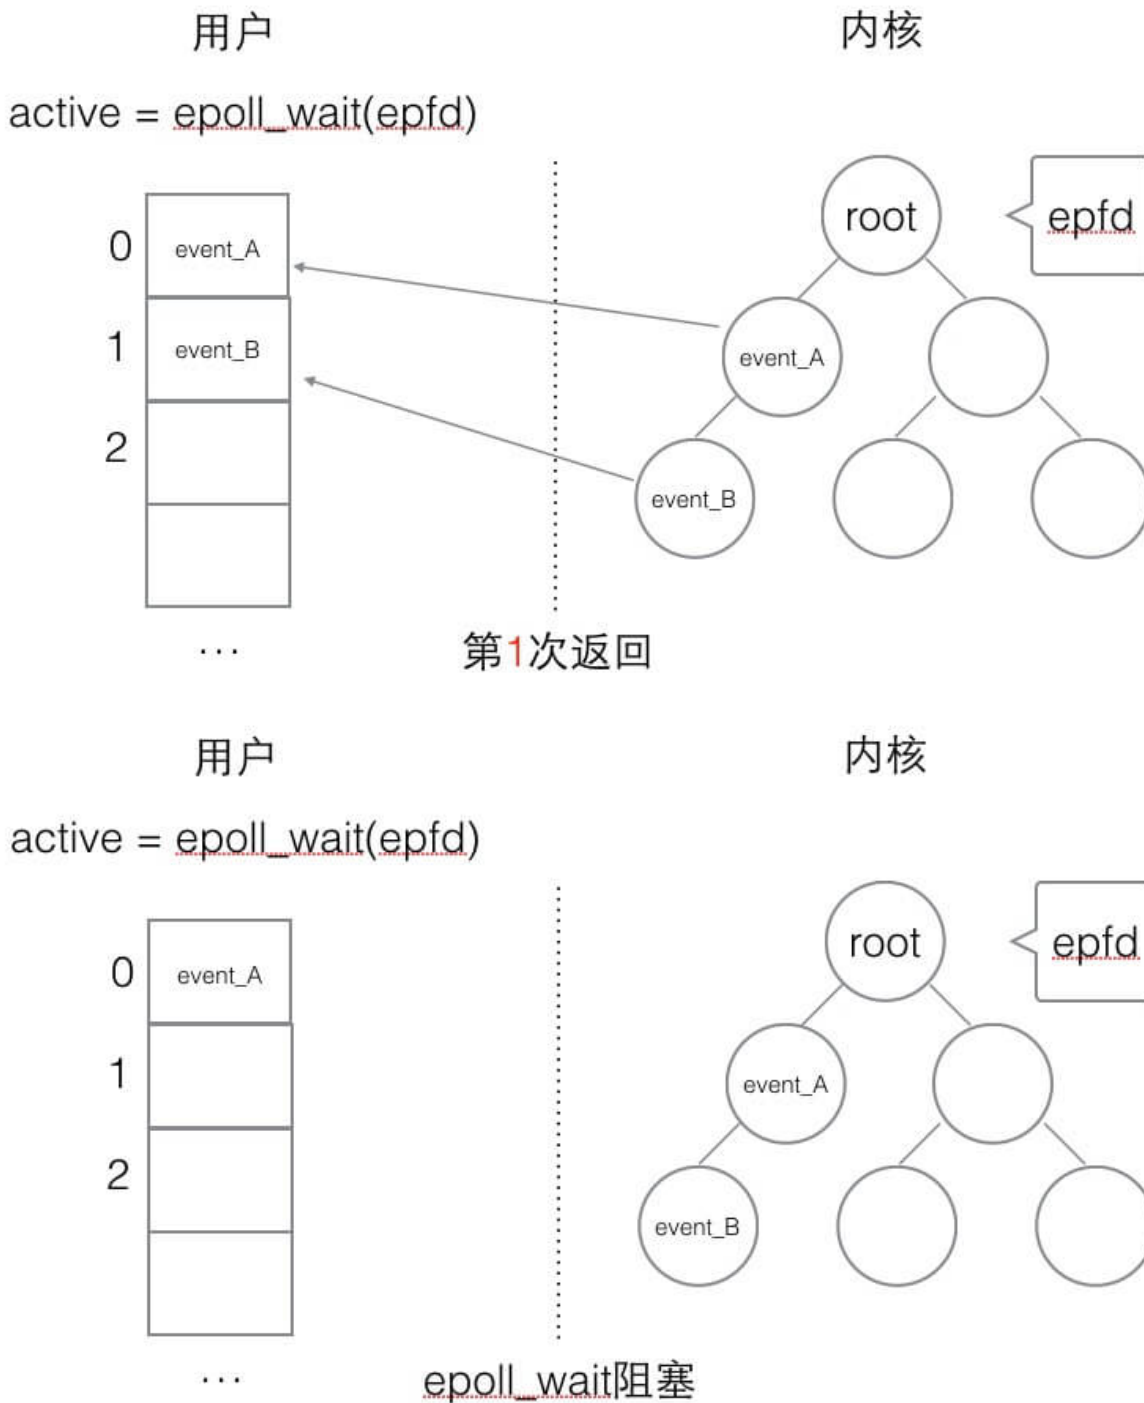 用户
内核
active = epoll_wait(epfd)
root
epfd
0
event_A
1
event_B
event_A
2
event_B
...
第1次返回
用户
内核
active = epoll_wait(epfd)
root
epfd
0
event_A
1
event_A
2
event_B
...
epoll_wait阻塞